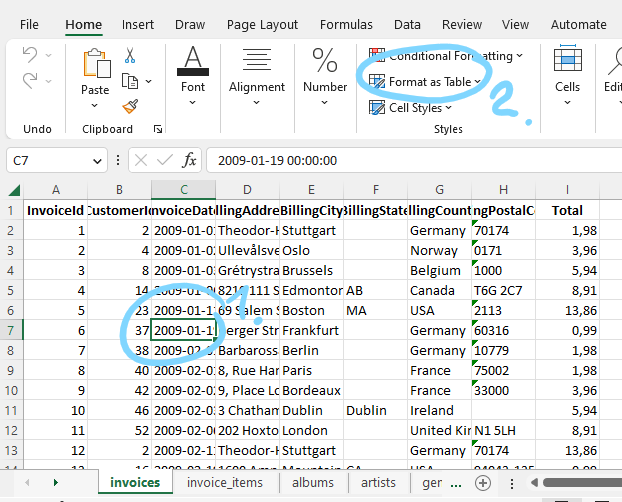 File Home Insert Draw Page Layout Formulas Data Review View Automate
Paste
Font
Alignment
Number
Conditional Formatting
Format as Table
Cell Styles
Cells
Undo Clipboard Styles
2.
C7 fx 2009-01-19 00:00:00
A B C D E F G H I
1 InvoiceId CustomerId InvoiceDate llingAddre BillingCity BillingState llingCount ngPostalCo Total
2 1 2 2009-01-0 Theodor-H Stuttgart Germany 70174 1,98
3 2 4 2009-01-0 Ullevålsve Oslo Norway 0171 3,96
4 3 8 2009-01-0 Grétrystra Brussels Belgium 1000 5,94
5 4 14 2009-01-0 8210 111 S Edmonton AB Canada T6G 2C7 8,91
1.
6 5 23 2009-01-1 69 Salem S Boston MA USA 2113 13,86
7 6 37 2009-01-1 Berger Str Frankfurt Germany 60316 0,99
8 7 38 2009-02-0 Barbaross Berlin Germany 10779 1,98
9 8 40 2009-02-0 8, Rue Han Paris France 75002 1,98
10 9 42 2009-02-0 9, Place Lo Bordeaux France 33000 3,96
11 10 46 2009-02-0 3 Chatham Dublin Dublin Ireland 5,94
12 11 52 2009-02-0 202 Hoxto London United Kin N1 5LH 8,91
13 12 2 2009-02-1 Theodor-H Stuttgart Germany 70174 13,86
14
invoices invoice_items albums artists ger ...